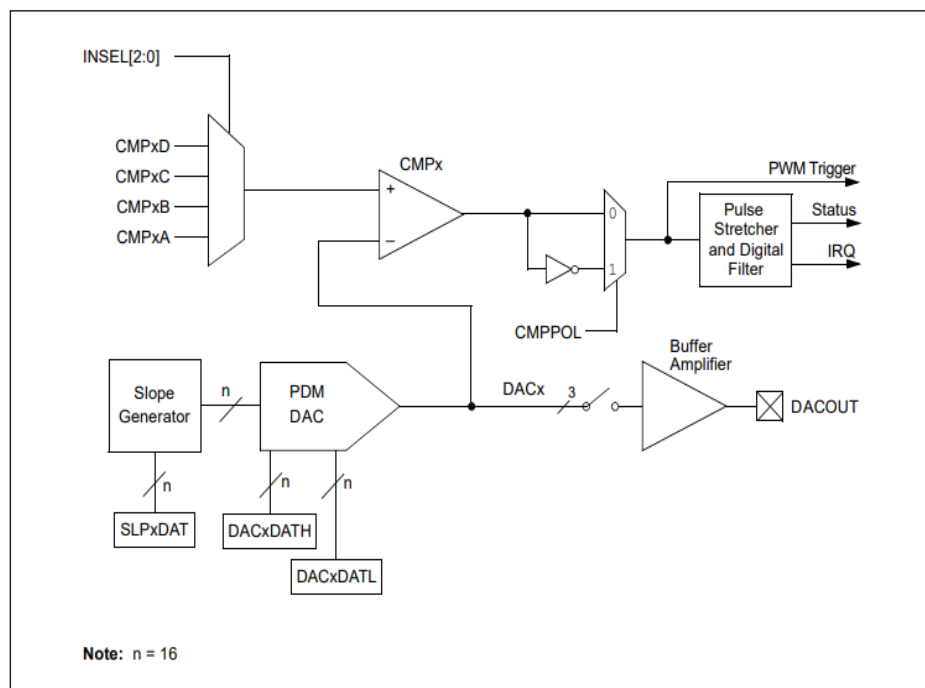 INSEL[2:0]
CMPxD
CMPxC
CMPxB
CMPxA
CMPx
+
–
0
1
CMPPOL
PWM Trigger
Pulse
Stretcher
and Digital
Filter
Status
IRQ
Slope
Generator
n
PDM
DAC
DACx
3
Buffer
Amplifier
DACOUT
n
n
n
SLPxDAT
DACxDATH
DACxDATL
Note: n = 16